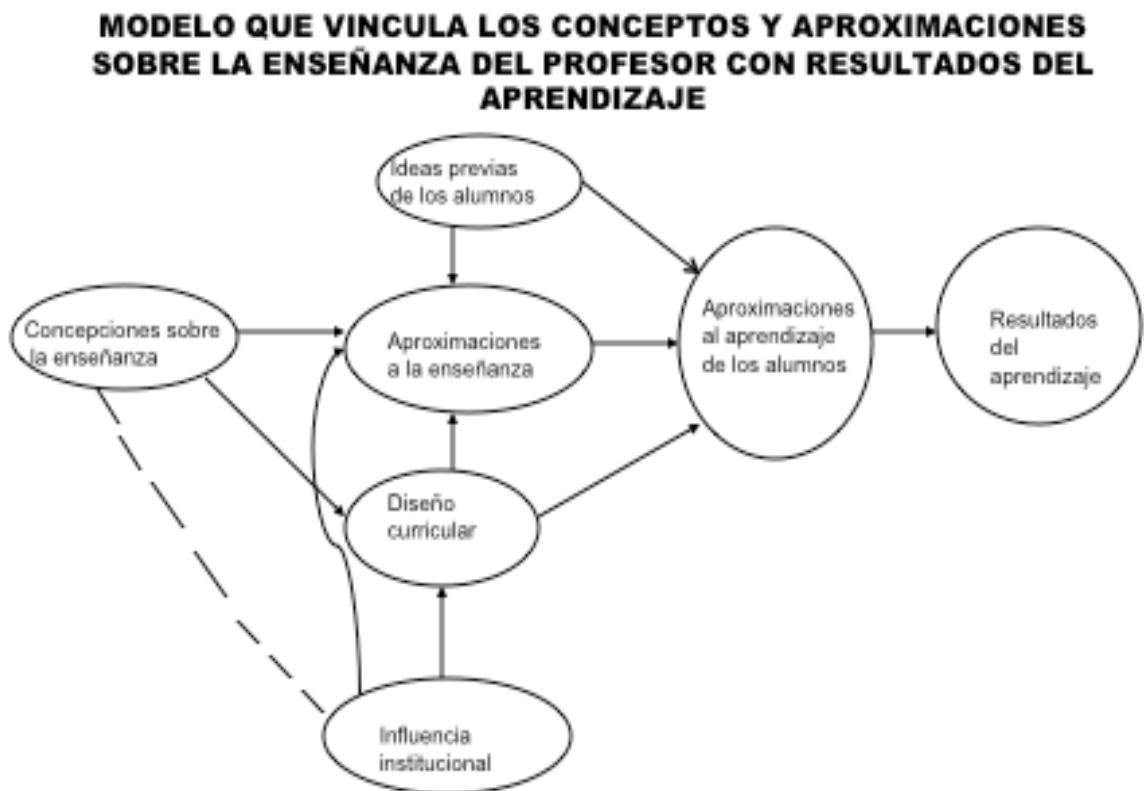 MODELO QUE VINCULA LOS CONCEPTOS Y APROXIMACIONES
SOBRE LA ENSEÑANZA DEL PROFESOR CON RESULTADOS DEL
APRENDIZAJE
Ideas previas
de los alumnos
Concepciones sobre
la enseñanza
Aproximaciones
a la enseñanza
Aproximaciones
al aprendizaje
de los alumnos
Resultados
del
aprendizaje
Diseño
curricular
Influencia
institucional